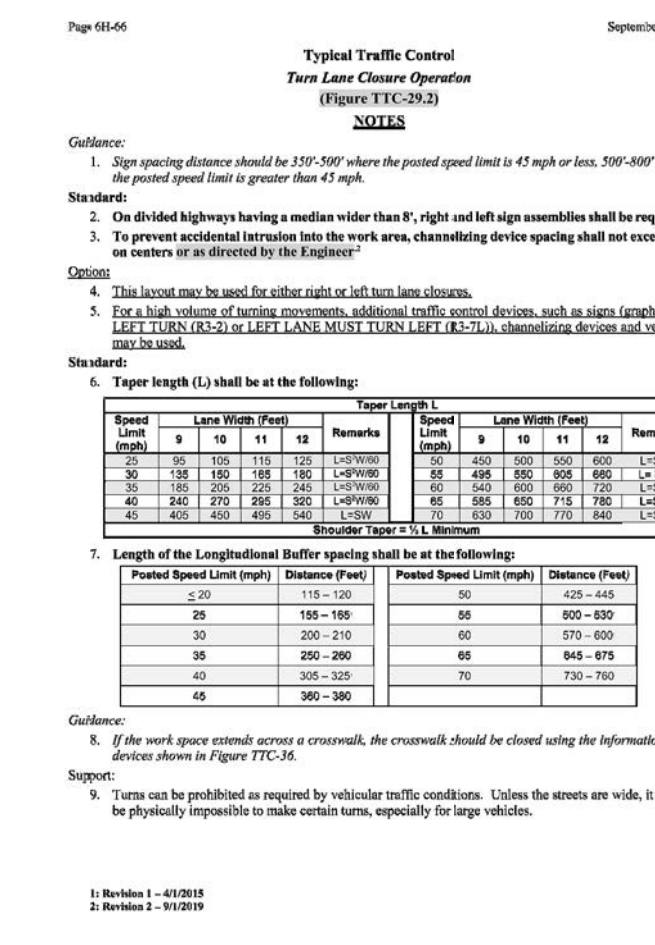 Page 6H-66 Septembe
Typical Traffic Control
Turn Lane Closure Operation
(Figure TTC-29.2)
NOTES
Guidance:
1. Sign spacing distance should be 350'-500' where the posted speed limit is 45 mph or less, 500'-800'
the posted speed limit is greater than 45 mph.
Standard:
2. On divided highways having a median wider than 8', right and left sign assemblies shall be req
3. To prevent accidental intrusion into the work area, channelizing device spacing shall not exce
on centers or as directed by the Engineer²
Option:
4. This layout may be used for either right or left turn lane closures.
5. For a high volume of turning movements, additional traffic control devices, such as signs (graph
LEFT TURN (R3-2) or LEFT LANE MUST TURN LEFT (R3-7L)), channelizing devices and ve
may be used.
Standard:
6. Taper length (L) shall be at the following:
Taper Length L
Speed Limit (mph) Lane Width (Feet) Remarks Speed Limit (mph) Lane Width (Feet) Rem
9 10 11 12 9 10 11 12
25 95 105 115 125 L=S²W/60 50 450 500 550 600 L=S
30 135 150 165 180 L=S²W/60 55 495 550 605 660 L=
35 185 205 225 245 L=S²W/60 60 540 600 660 720 L=S
40 240 270 295 320 L=S²W/60 65 585 650 715 780 L=S
45 405 450 495 540 L=SW 70 630 700 770 840 L=S
Shoulder Taper = ⅓ L Minimum
7. Length of the Longitudional Buffer spacing shall be at the following:
Posted Speed Limit (mph) Distance (Feet) Posted Speed Limit (mph) Distance (Feet)
≤ 20 115 – 120 50 425 – 445
25 155 – 165 55 500 – 530
30 200 – 210 60 570 – 600
35 250 – 260 65 645 – 675
40 305 – 325 70 730 – 760
45 360 – 380
Guidance:
8. If the work space extends across a crosswalk, the crosswalk should be closed using the informatio
devices shown in Figure TTC-36.
Support:
9. Turns can be prohibited as required by vehicular traffic conditions. Unless the streets are wide, it
be physically impossible to make certain turns, especially for large vehicles.
1: Revision 1 – 4/1/2015
2: Revision 2 – 9/1/2019